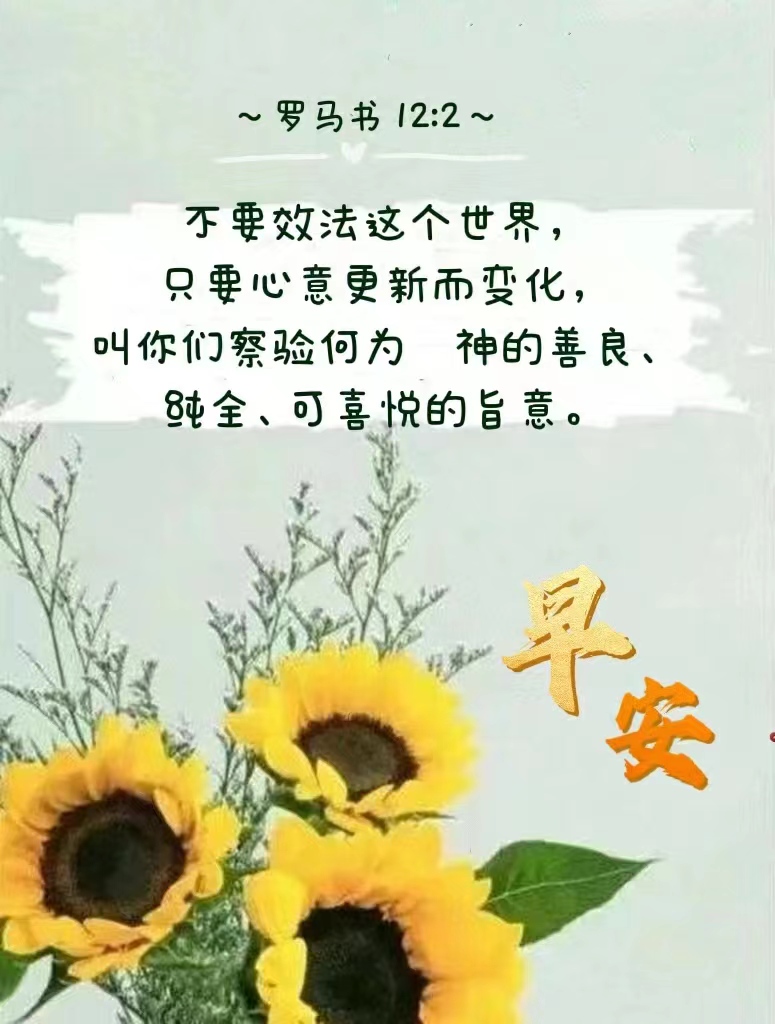 ~ 罗马书 12:2 ~
不要效法这个世界，
只要心意更新而变化，
叫你们察验何为　神的善良、
纯全、可喜悦的旨意。
早安